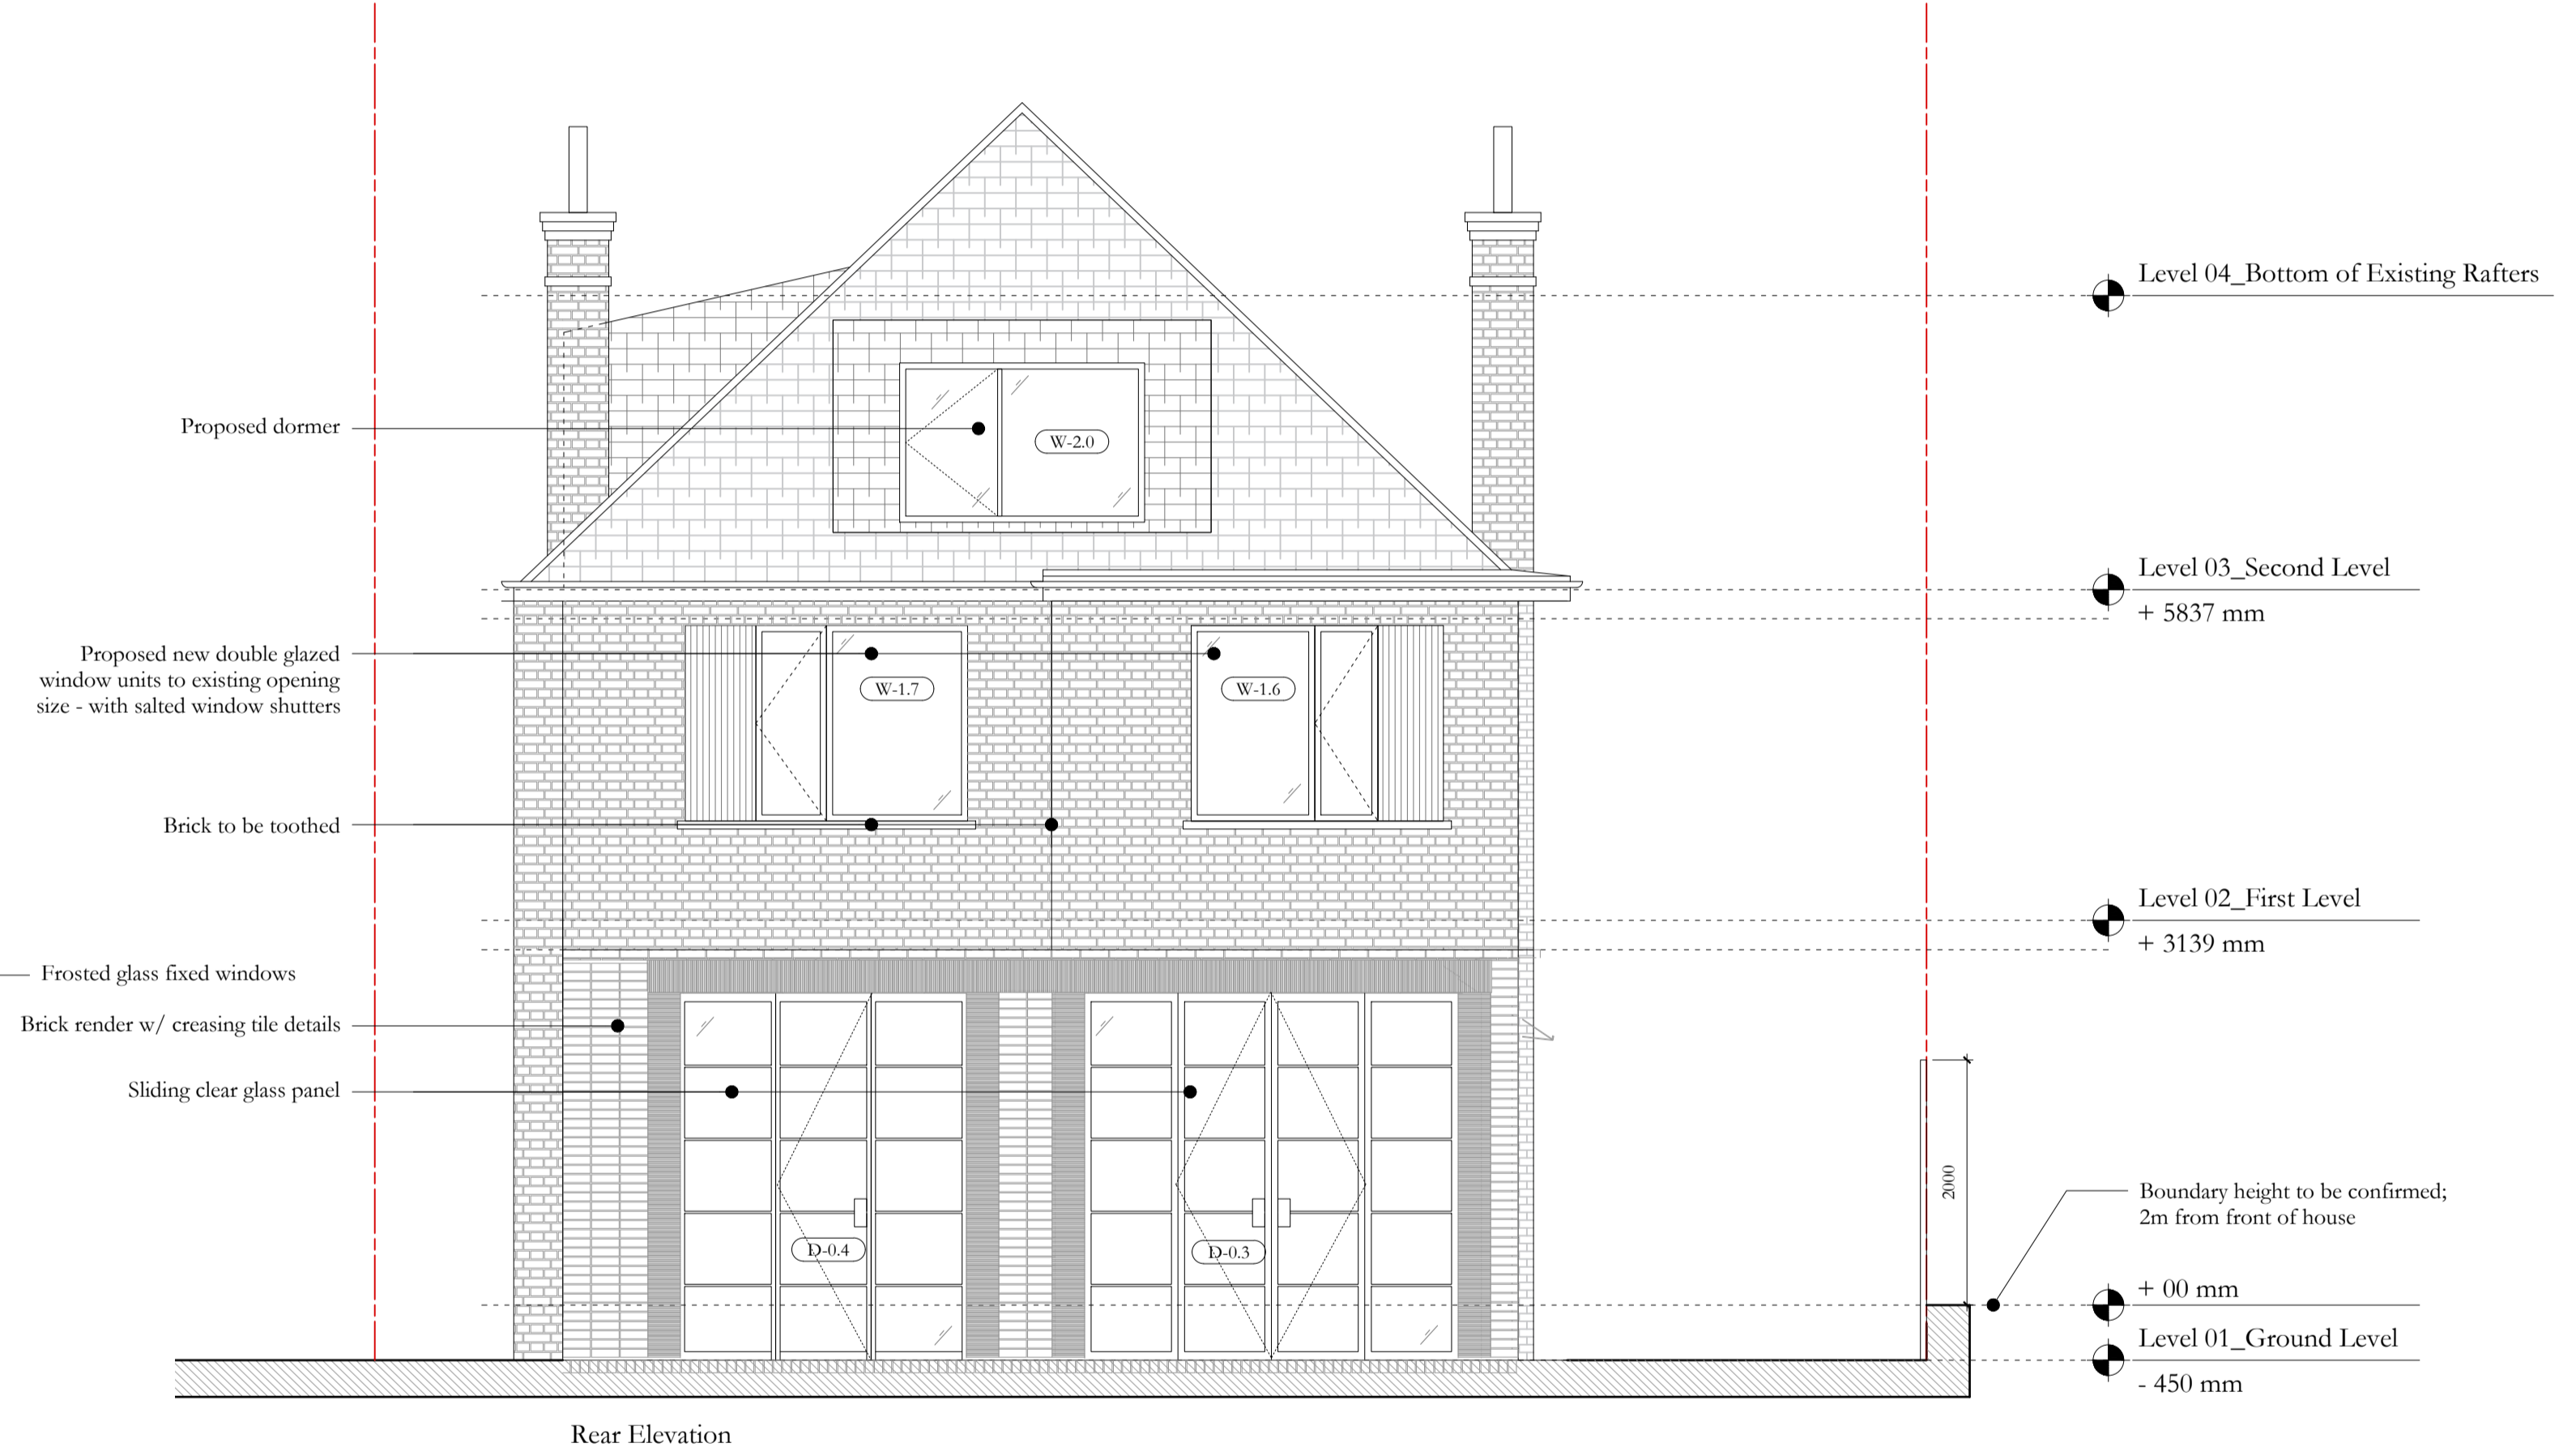 Level 04_Bottom of Existing Rafters
Proposed dormer
W-2.0
Level 03_Second Level
+ 5837 mm
Proposed new double glazed
window units to existing opening
size - with salted window shutters
W-1.7
W-1.6
Brick to be toothed
Level 02_First Level
+ 3139 mm
Frosted glass fixed windows
Brick render w/ creasing tile details
Sliding clear glass panel
2000
Boundary height to be confirmed;
2m from front of house
D-0.4
D-0.3
+ 00 mm
Level 01_Ground Level
- 450 mm
Rear Elevation